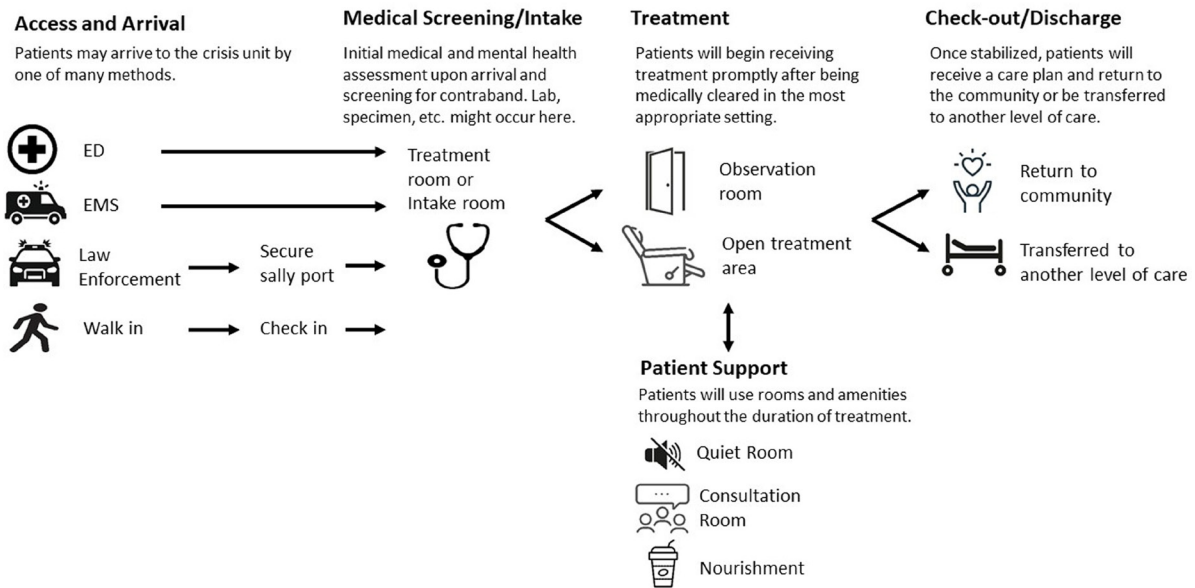 Access and Arrival
Patients may arrive to the crisis unit by
one of many methods.
ED
EMS
Law
Enforcement
Secure
sally port
Walk in
Check in
Medical Screening/Intake
Initial medical and mental health
assessment upon arrival and
screening for contraband. Lab,
specimen, etc. might occur here.
Treatment
room or
Intake room
Treatment
Patients will begin receiving
treatment promptly after being
medically cleared in the most
appropriate setting.
Observation
room
Open treatment
area
Patient Support
Patients will use rooms and amenities
throughout the duration of treatment.
Quiet Room
Consultation
Room
Nourishment
Check-out/Discharge
Once stabilized, patients will
receive a care plan and return to
the community or be transferred
to another level of care.
Return to
community
Transferred to
another level of care